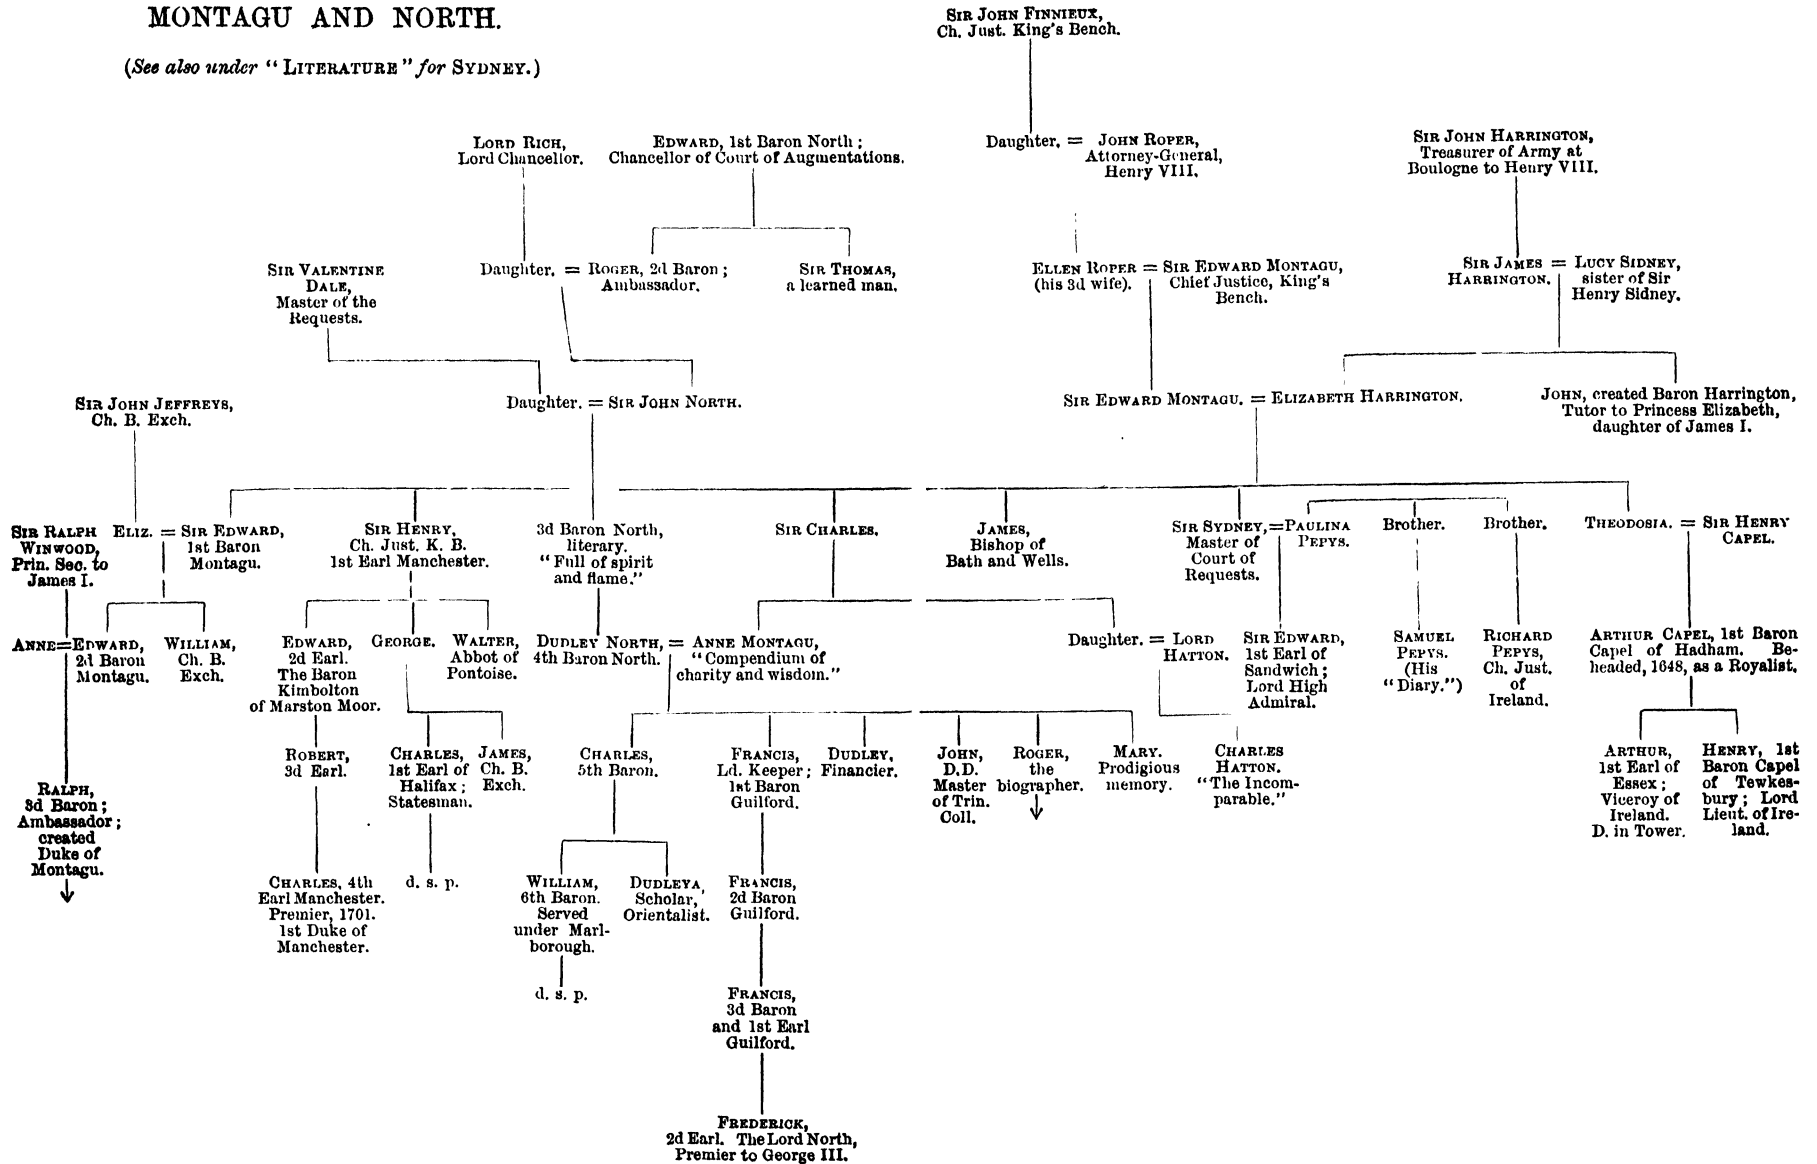 MONTAGU AND NORTH.
(See also under "LITERATURE" for SYDNEY.)
SIR JOHN FINNIEUX,
Ch. Just. King's Bench.
LORD RICH,
Lord Chancellor.
EDWARD, 1st Baron North;
Chancellor of Court of Augmentations.
Daughter. = JOHN ROPER,
Attorney-General,
Henry VIII.
SIR JOHN HARRINGTON,
Treasurer of Army at
Boulogne to Henry VIII.
SIR VALENTINE
DALE,
Master of the
Requests.
Daughter. = ROGER, 2d Baron;
Ambassador.
SIR THOMAS,
a learned man.
ELLEN ROPER = SIR EDWARD MONTAGU,
(his 3d wife). Chief Justice, King's
Bench.
SIR JAMES = LUCY SIDNEY,
HARRINGTON. sister of Sir
Henry Sidney.
SIR JOHN JEFFREYS,
Ch. B. Exch.
Daughter. = SIR JOHN NORTH.
SIR EDWARD MONTAGU. = ELIZABETH HARRINGTON.
JOHN, created Baron Harrington,
Tutor to Princess Elizabeth,
daughter of James I.
SIR RALPH
WINWOOD,
Prin. Sec. to
James I.
ELIZ. = SIR EDWARD,
1st Baron
Montagu.
SIR HENRY,
Ch. Just. K. B.
1st Earl Manchester.
3d Baron North,
literary.
"Full of spirit
and flame."
SIR CHARLES.
JAMES,
Bishop of
Bath and Wells.
SIR SYDNEY, = PAULINA
Master of PEPYS.
Court of
Requests.
Brother.
Brother.
THEODOSIA. = SIR HENRY
CAPEL.
ANNE = EDWARD,
2d Baron
Montagu.
WILLIAM,
Ch. B.
Exch.
EDWARD,
2d Earl.
The Baron
Kimbolton
of Marston Moor.
GEORGE.
WALTER,
Abbot of
Pontoise.
DUDLEY NORTH, = ANNE MONTAGU,
4th Baron North. "Compendium of
charity and wisdom."
Daughter. = LORD
HATTON.
SIR EDWARD,
1st Earl of
Sandwich;
Lord High
Admiral.
SAMUEL
PEPYS.
(His
"Diary.")
RICHARD
PEPYS,
Ch. Just.
of
Ireland.
ARTHUR CAPEL, 1st Baron
Capel of Hadham. Be-
headed, 1648, as a Royalist.
RALPH,
3d Baron;
Ambassador;
created
Duke of
Montagu.
ROBERT,
3d Earl.
CHARLES,
1st Earl of
Halifax;
Statesman.
JAMES,
Ch. B.
Exch.
CHARLES,
5th Baron.
FRANCIS,
Ld. Keeper;
1st Baron
Guilford.
DUDLEY,
Financier.
JOHN,
D.D.
Master
of Trin.
Coll.
ROGER,
the
biographer.
MARY.
Prodigious
memory.
CHARLES
HATTON.
"The Incom-
parable."
ARTHUR,
1st Earl of
Essex;
Viceroy of
Ireland.
D. in Tower.
HENRY, 1st
Baron Capel
of Tewkes-
bury; Lord
Lieut. of Ire-
land.
CHARLES, 4th
Earl Manchester.
Premier, 1701.
1st Duke of
Manchester.
d. s. p.
WILLIAM,
6th Baron.
Served
under Marl-
borough.
DUDLEYA,
Scholar,
Orientalist.
FRANCIS,
2d Baron
Guilford.
d. s. p.
FRANCIS,
3d Baron
and 1st Earl
Guilford.
FREDERICK,
2d Earl. The Lord North,
Premier to George III.